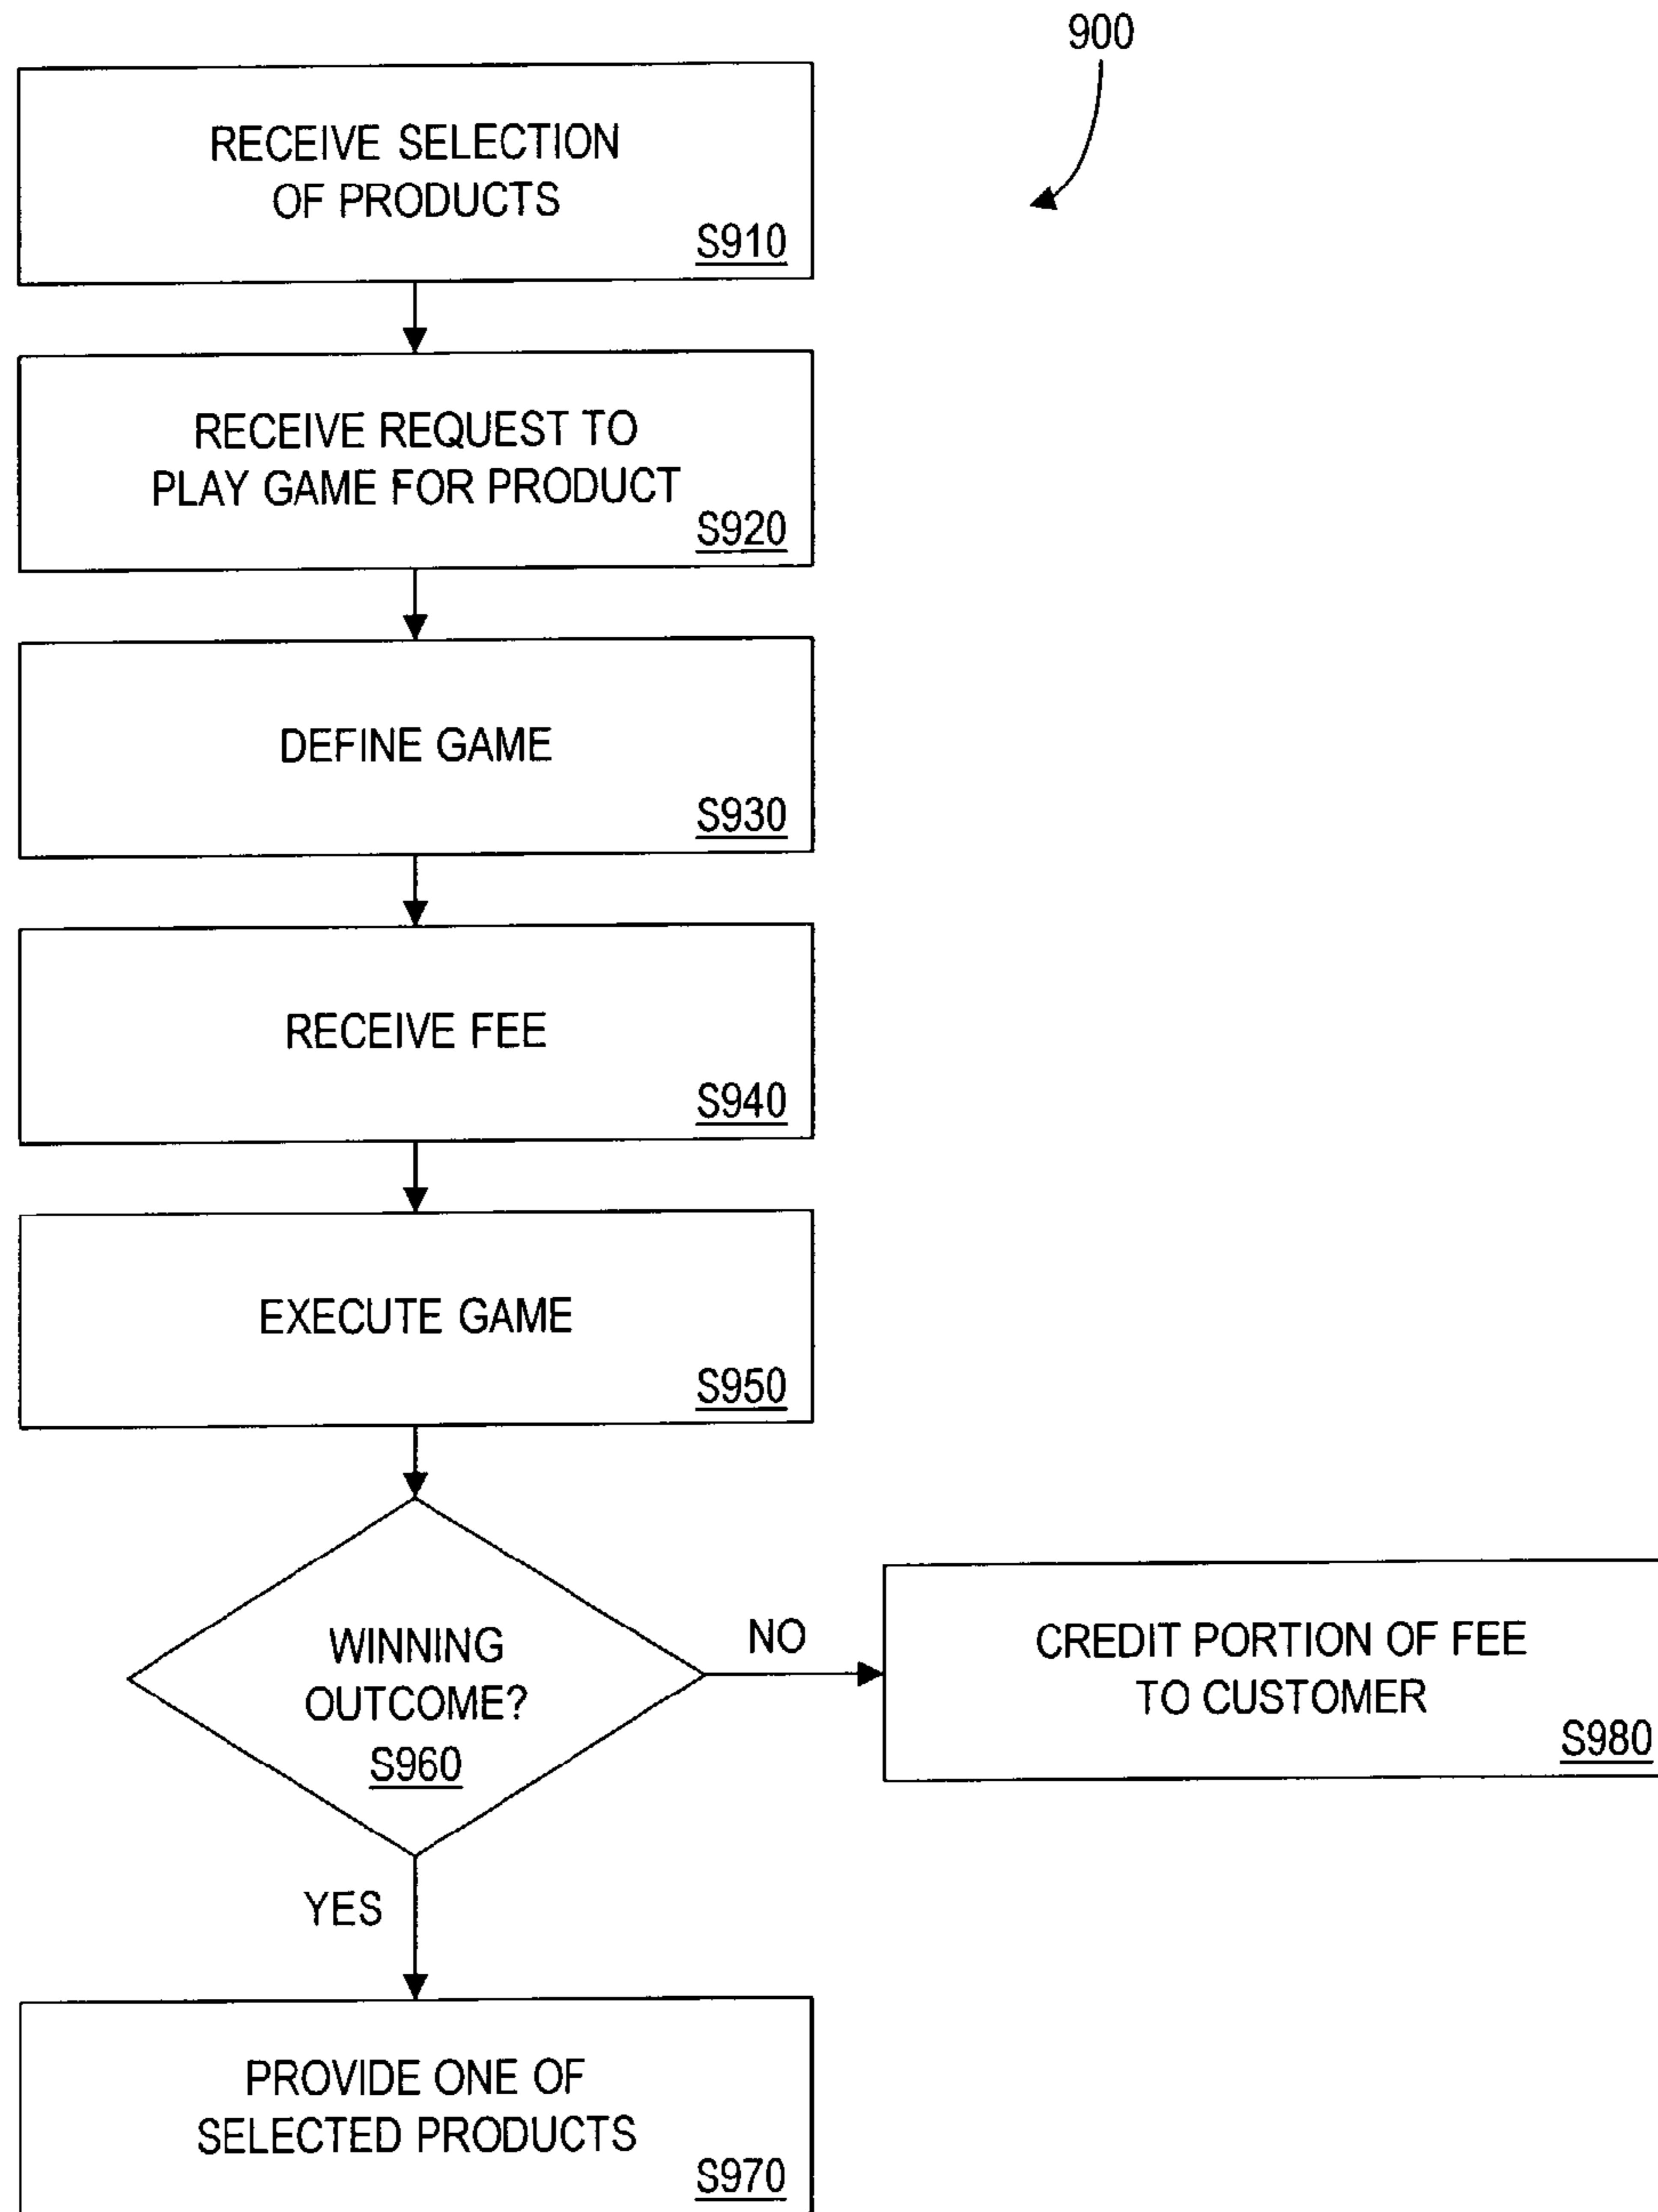 900
RECEIVE SELECTION
OF PRODUCTS
S910
RECEIVE REQUEST TO
PLAY GAME FOR PRODUCT
S920
DEFINE GAME
S930
RECEIVE FEE
S940
EXECUTE GAME
S950
WINNING
OUTCOME?
S960
NO
CREDIT PORTION OF FEE
TO CUSTOMER
S980
YES
PROVIDE ONE OF
SELECTED PRODUCTS
S970